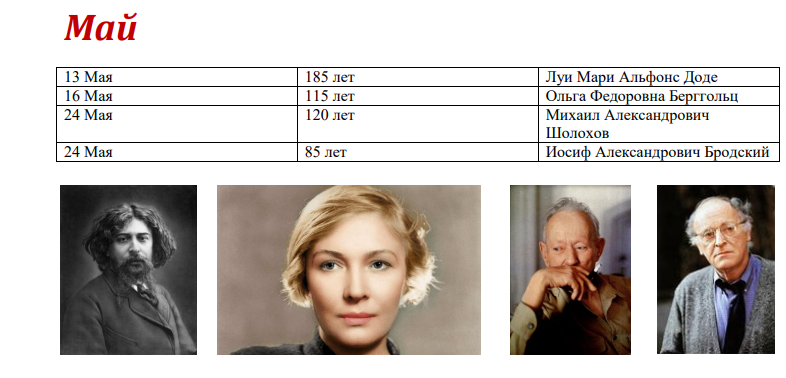 Май
13 Мая 185 лет Луи Мари Альфонс Доде
16 Мая 115 лет Ольга Федоровна Берггольц
24 Мая 120 лет Михаил Александрович
Шолохов
24 Мая 85 лет Иосиф Александрович Бродский